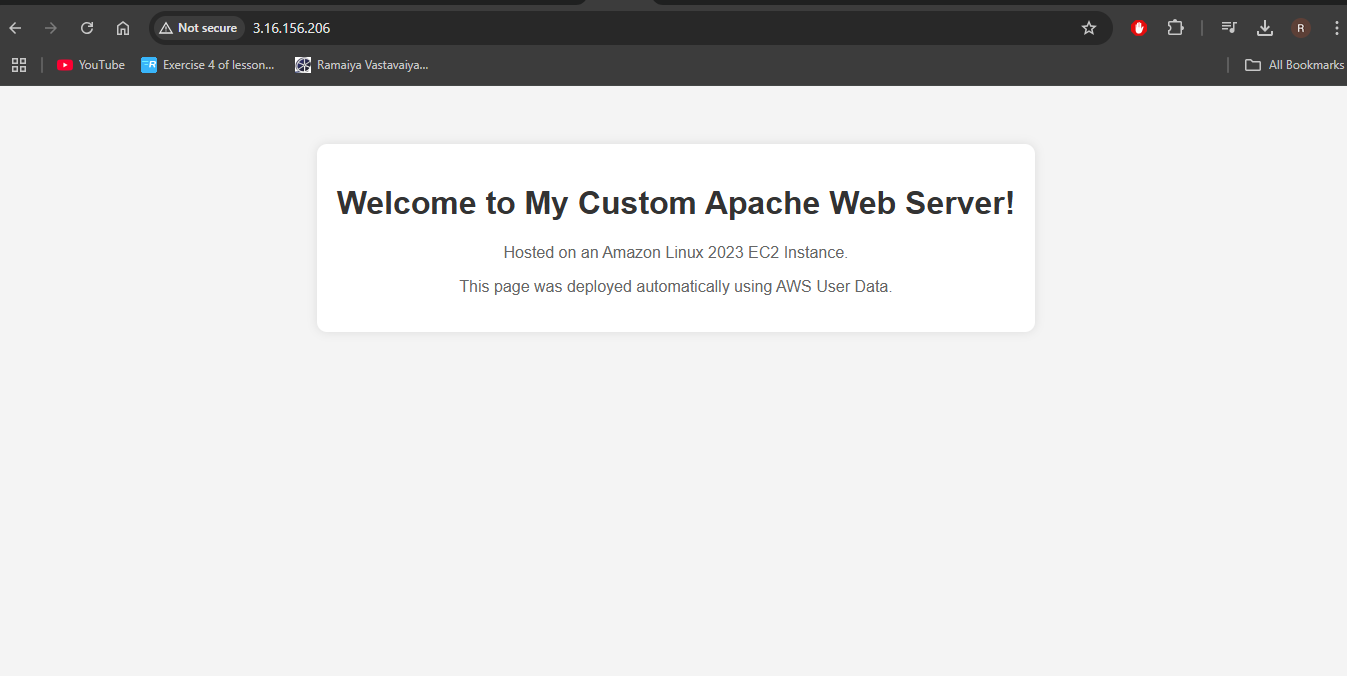 Not secure 3.16.156.206
R
YouTube Exercise 4 of lesson... Ramaiya Vastavaiya... All Bookmarks
Welcome to My Custom Apache Web Server!
Hosted on an Amazon Linux 2023 EC2 Instance.
This page was deployed automatically using AWS User Data.